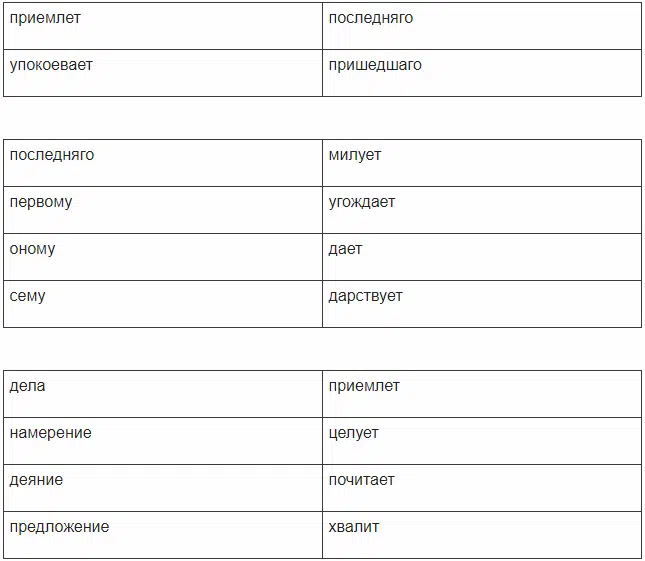 приемлет последняго
упокоевает пришедшаго
последняго милует
первому угождает
оному дает
сему дарствует
дела приемлет
намерение целует
деяние почитает
предложение хвалит